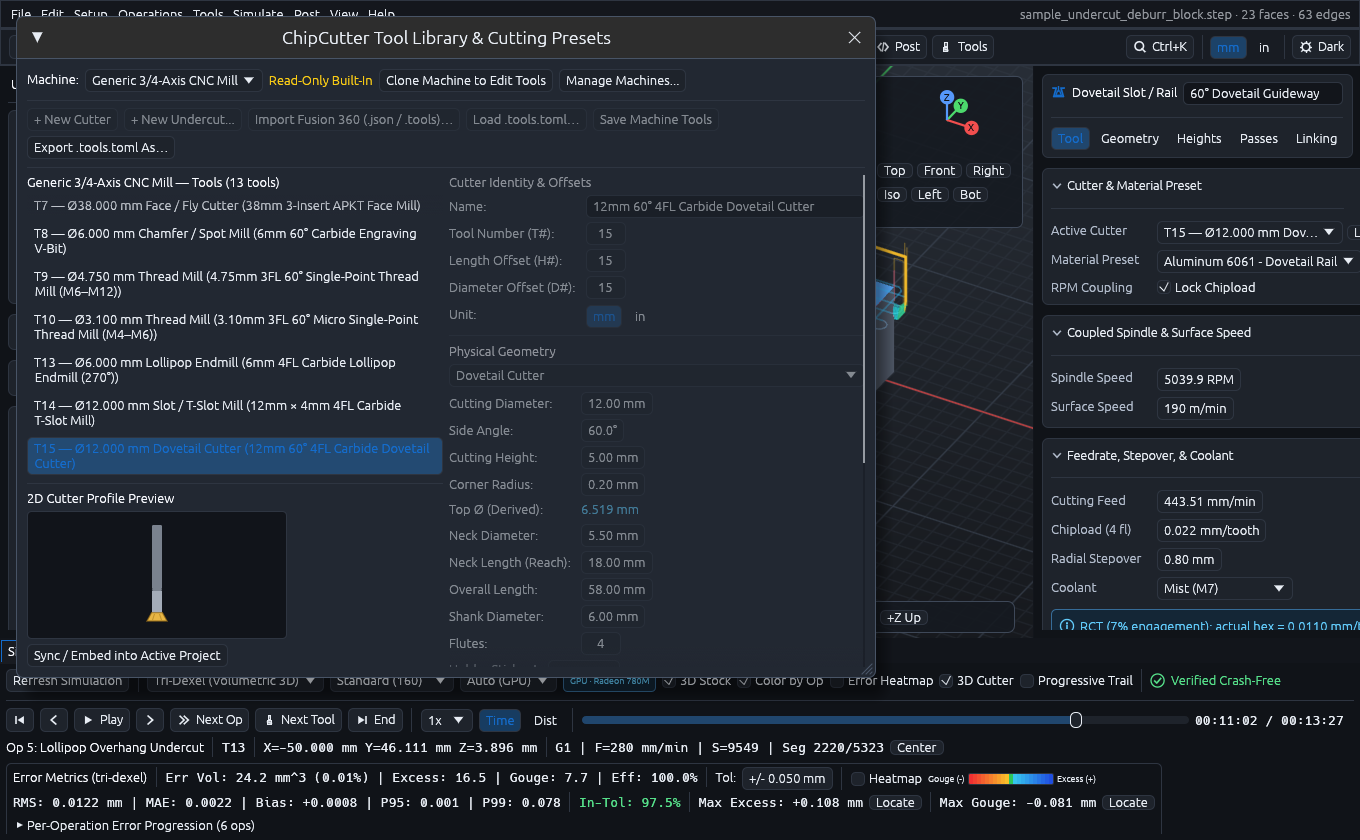 File Edit Setup Operations Tools Simulate Post View Help
sample_undercut_deburr_block.step · 23 faces · 63 edges
ChipCutter Tool Library & Cutting Presets
Post
Tools
Ctrl+K
mm
in
Dark
Machine:
Generic 3/4-Axis CNC Mill
Read-Only Built-In
Clone Machine to Edit Tools
Manage Machines…
+ New Cutter
+ New Undercut…
Import Fusion 360 (.json / .tools)…
Load .tools.toml…
Save Machine Tools
Export .tools.toml As…
Generic 3/4-Axis CNC Mill — Tools (13 tools)
T7 — Ø38.000 mm Face / Fly Cutter (38mm 3-Insert APKT Face Mill)
T8 — Ø6.000 mm Chamfer / Spot Mill (6mm 60° Carbide Engraving
V-Bit)
T9 — Ø4.750 mm Thread Mill (4.75mm 3FL 60° Single-Point Thread
Mill (M6–M12))
T10 — Ø3.100 mm Thread Mill (3.10mm 3FL 60° Micro Single-Point
Thread Mill (M4–M6))
T13 — Ø6.000 mm Lollipop Endmill (6mm 4FL Carbide Lollipop
Endmill (270°))
T14 — Ø12.000 mm Slot / T-Slot Mill (12mm × 4mm 4FL Carbide
T-Slot Mill)
T15 — Ø12.000 mm Dovetail Cutter (12mm 60° 4FL Carbide Dovetail
Cutter)
2D Cutter Profile Preview
Sync / Embed into Active Project
Cutter Identity & Offsets
Name: 12mm 60° 4FL Carbide Dovetail Cutter
Tool Number (T#): 15
Length Offset (H#): 15
Diameter Offset (D#): 15
Unit: mm in
Physical Geometry
Dovetail Cutter
Cutting Diameter: 12.00 mm
Side Angle: 60.0°
Cutting Height: 5.00 mm
Corner Radius: 0.20 mm
Top Ø (Derived): 6.519 mm
Neck Diameter: 5.50 mm
Neck Length (Reach): 18.00 mm
Overall Length: 58.00 mm
Shank Diameter: 6.00 mm
Flutes: 4
Z
Y
X
Top Front Right
Iso Left Bot
+Z Up
Dovetail Slot / Rail
60° Dovetail Guideway
Tool Geometry Heights Passes Linking
Cutter & Material Preset
Active Cutter T15 — Ø12.000 mm Dov…
Material Preset Aluminum 6061 - Dovetail Rail
RPM Coupling Lock Chipload
Coupled Spindle & Surface Speed
Spindle Speed 5039.9 RPM
Surface Speed 190 m/min
Feedrate, Stepover, & Coolant
Cutting Feed 443.51 mm/min
Chipload (4 fl) 0.022 mm/tooth
Radial Stepover 0.80 mm
Coolant Mist (M7)
RCT (7% engagement): actual hex = 0.0110 mm/
Refresh Simulation
Tri-Dexel (Volumetric 3D)
Standard (160)
Auto (GPU)
GPU · Radeon 780M
3D Stock
Color by Op
Error Heatmap
3D Cutter
Progressive Trail
Verified Crash-Free
Play
Next Op
Next Tool
End
1x
Time
Dist
00:11:02 / 00:13:27
Op 5: Lollipop Overhang Undercut
T13
X=-50.000 mm Y=46.111 mm Z=3.896 mm
G1 | F=280 mm/min | S=9549 | Seg 2220/5323
Center
Error Metrics (tri-dexel)
Err Vol: 24.2 mm^3 (0.01%) | Excess: 16.5 | Gouge: 7.7 | Eff: 100.0%
Tol: +/- 0.050 mm
Heatmap
Gouge (-)
Excess (+)
RMS: 0.0122 mm | MAE: 0.0022 | Bias: +0.0008 | P95: 0.001 | P99: 0.078
In-Tol: 97.5%
Max Excess: +0.108 mm
Locate
Max Gouge: -0.081 mm
Locate
Per-Operation Error Progression (6 ops)